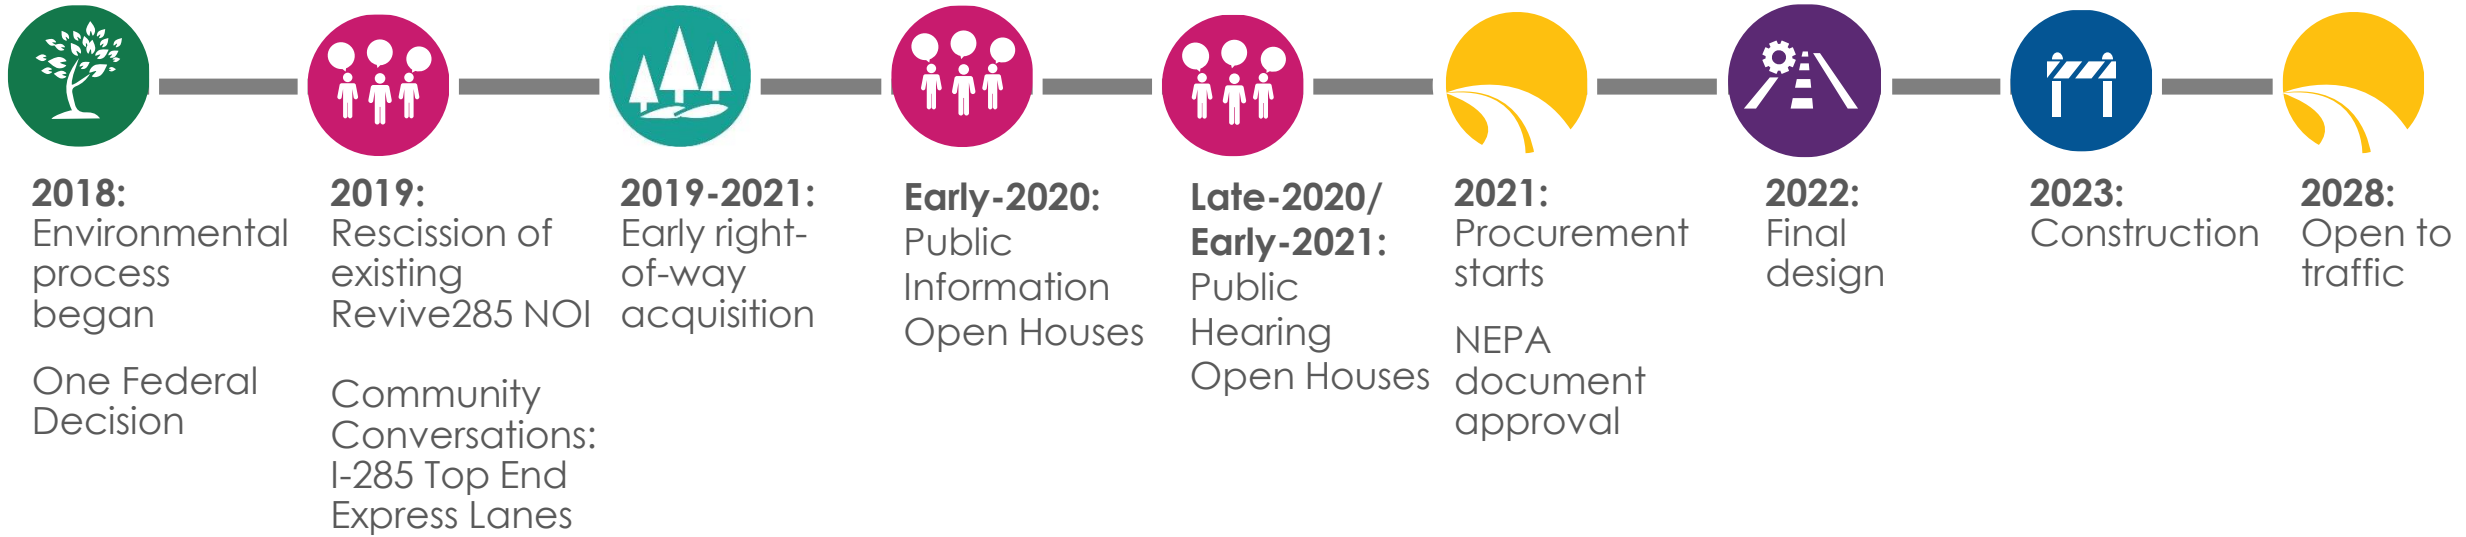 2018:
Environmental
process
began
One Federal
Decision
2019:
Rescission of
existing
Revive285 NOI
Community
Conversations:
I-285 Top End
Express Lanes
2019-2021:
Early right-
of-way
acquisition
Early-2020:
Public
Information
Open Houses
Late-2020/
Early-2021:
Public
Hearing
Open Houses
2021:
Procurement
starts
NEPA
document
approval
2022:
Final
design
2023:
Construction
2028:
Open to
traffic